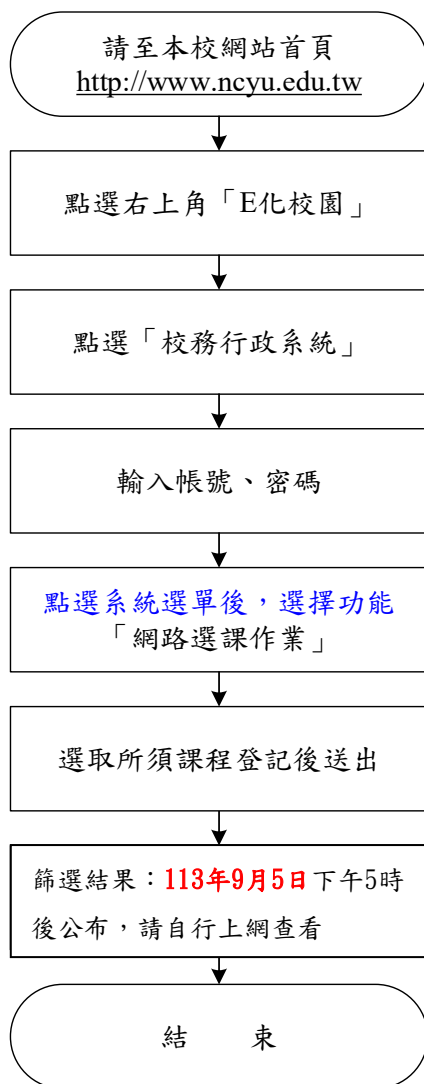 請至本校網站首頁
http://www.ncyu.edu.tw
點選右上角「E化校園」
點選「校務行政系統」
輸入帳號、密碼
點選系統選單後，選擇功能
「網路選課作業」
選取所須課程登記後送出
篩選結果：113年9月5日下午5時
後公布，請自行上網查看
結　　束